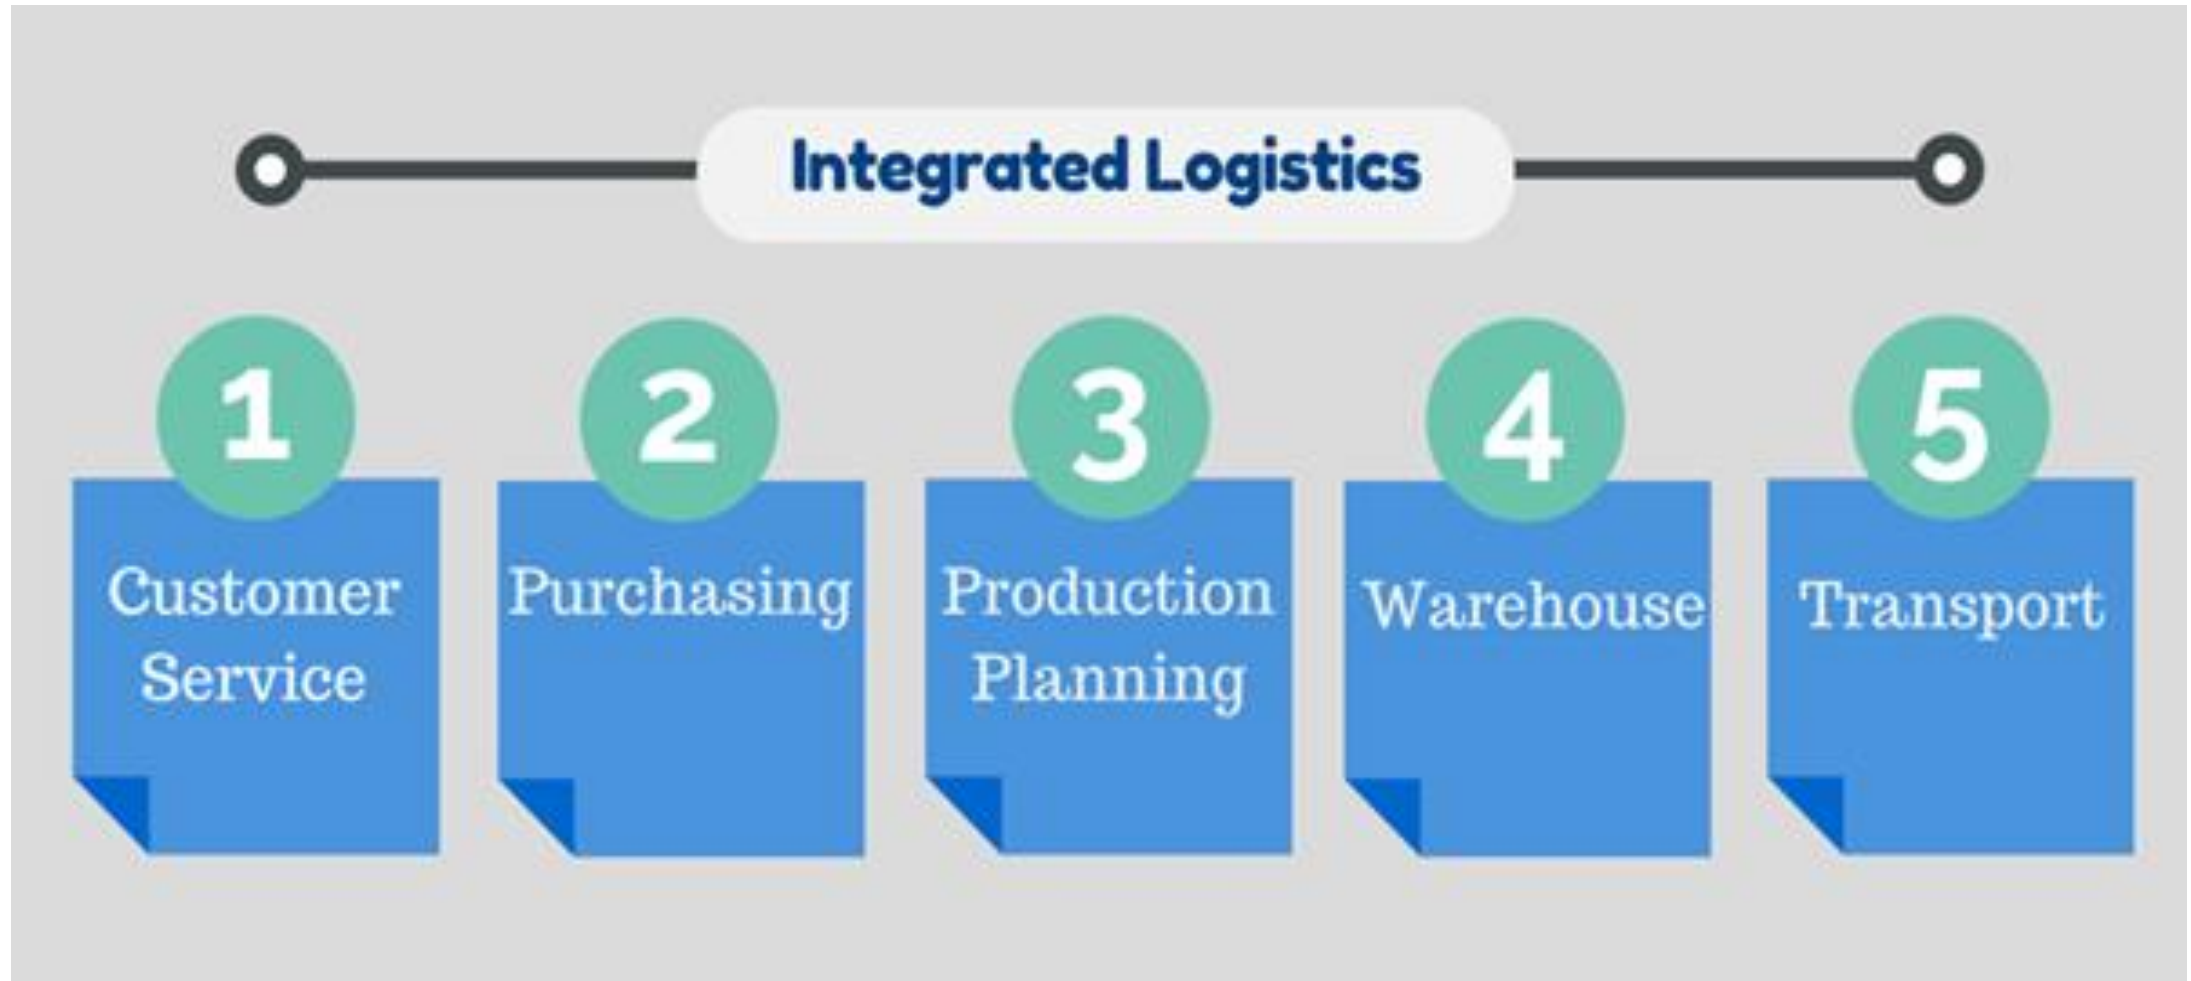 Integrated Logistics
1
2
3
4
5
Customer
Service
Purchasing
Production
Planning
Warehouse
Transport